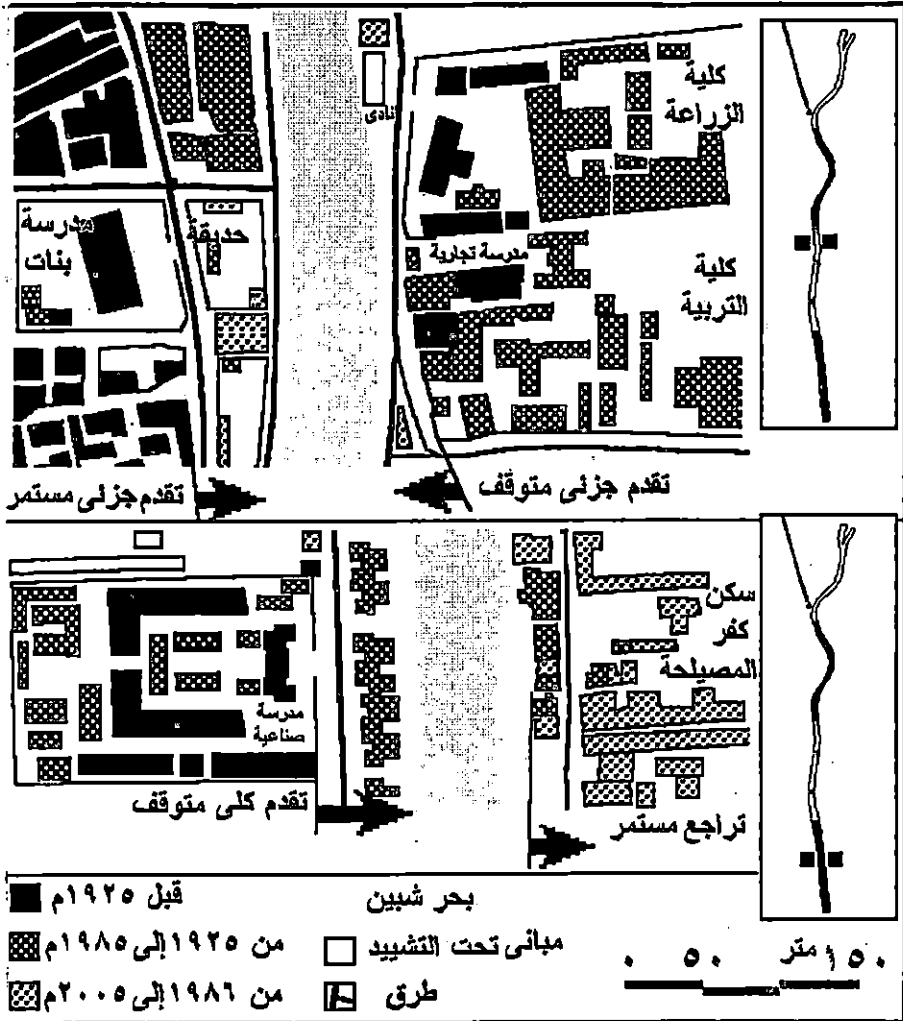 كلية
الزراعة
نادى
مدرسة
بنات
حديقة
مدرسة تجارية
كلية
التربية
تقدم جزئى متوقف
تقدم جزئى مستمر
سكن
كفر
المصيلحة
مدرسة
صناعية
تقدم كلى متوقف
تراجع مستمر
بحر شبين
قبل ١٩٢٥م
مبانى تحت التشييد
من ١٩٢٥إلى ١٩٨٥م
طرق
من ١٩٨٦إلى ٢٠٠٥م
٠ ٥٠ ١٥٠ متر